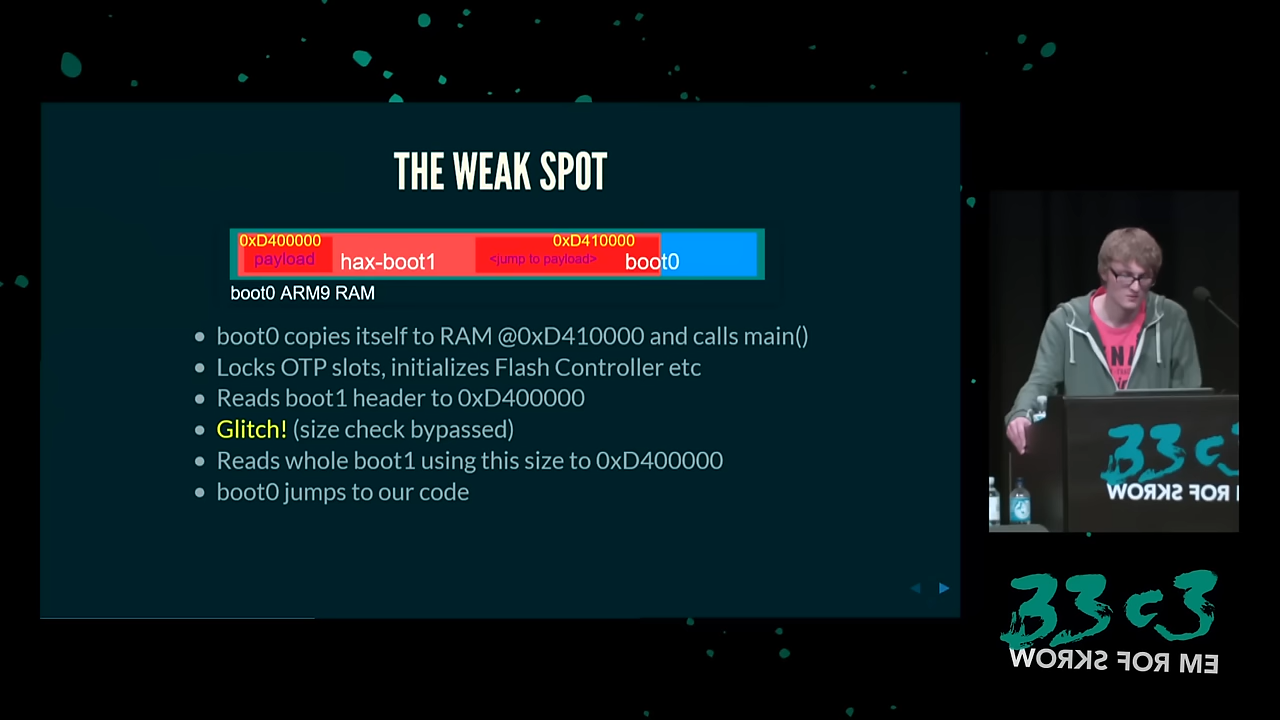 THE WEAK SPOT
0xD400000 0xD410000
payload hax-boot1 <jump to payload> boot0
boot0 ARM9 RAM
boot0 copies itself to RAM @0xD410000 and calls main()
Locks OTP slots, initializes Flash Controller etc
Reads boot1 header to 0xD400000
Glitch! (size check bypassed)
Reads whole boot1 using this size to 0xD400000
boot0 jumps to our code
33c3
WORKS FOR
33c3
WORKS FOR ME